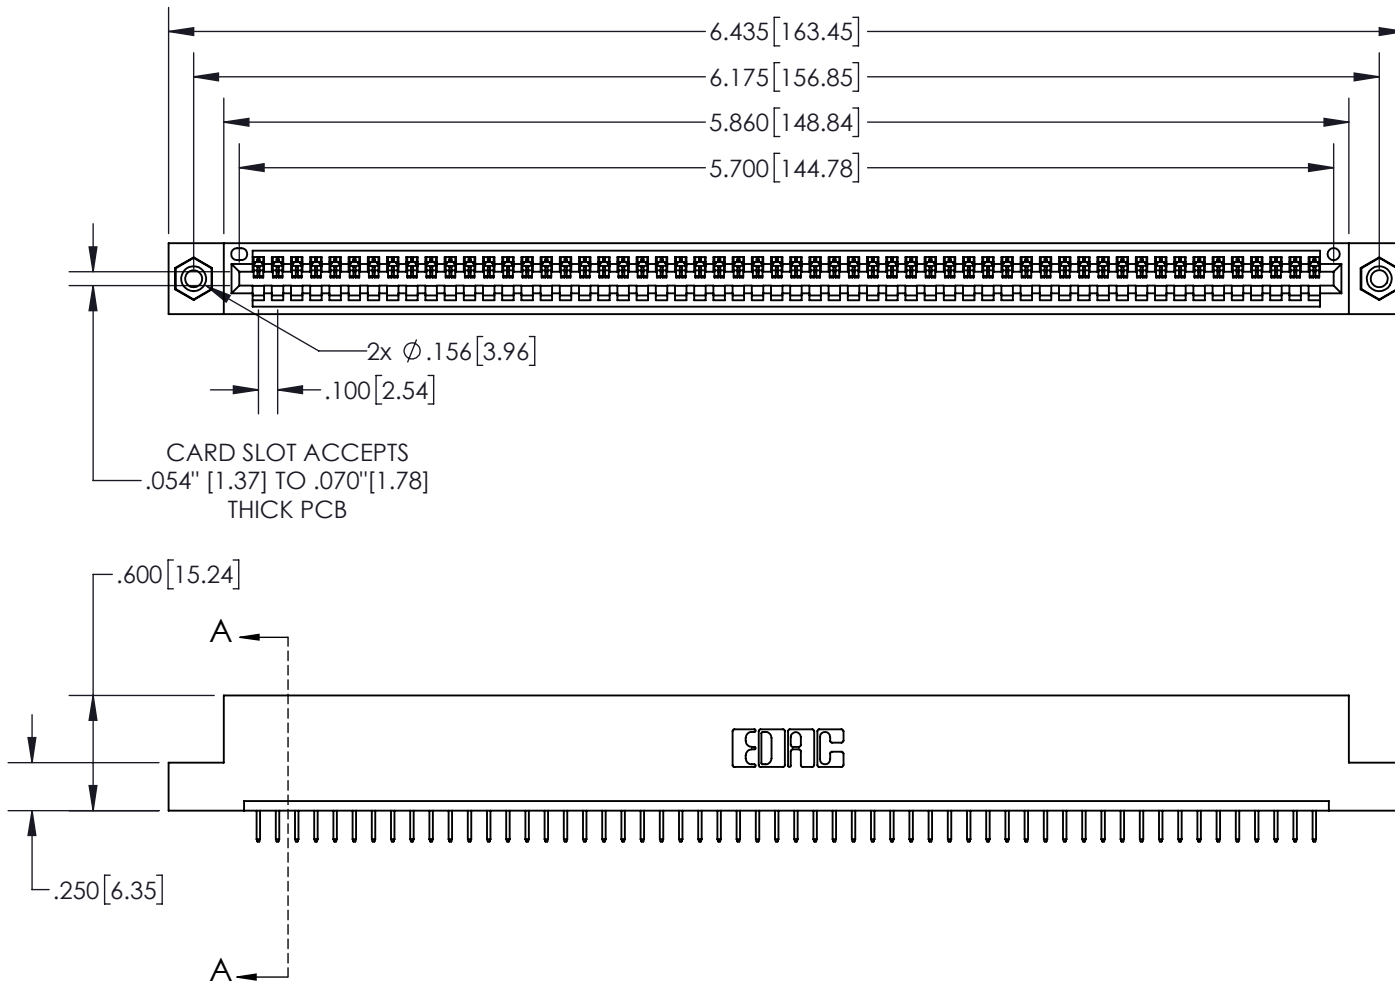 6.435[163.45]
6.175[156.85]
5.860[148.84]
5.700[144.78]
2x Ø.156[3.96]
.100[2.54]
CARD SLOT ACCEPTS
.054" [1.37] TO .070"[1.78]
THICK PCB
.600[15.24]
A
EDAC
.250[6.35]
A